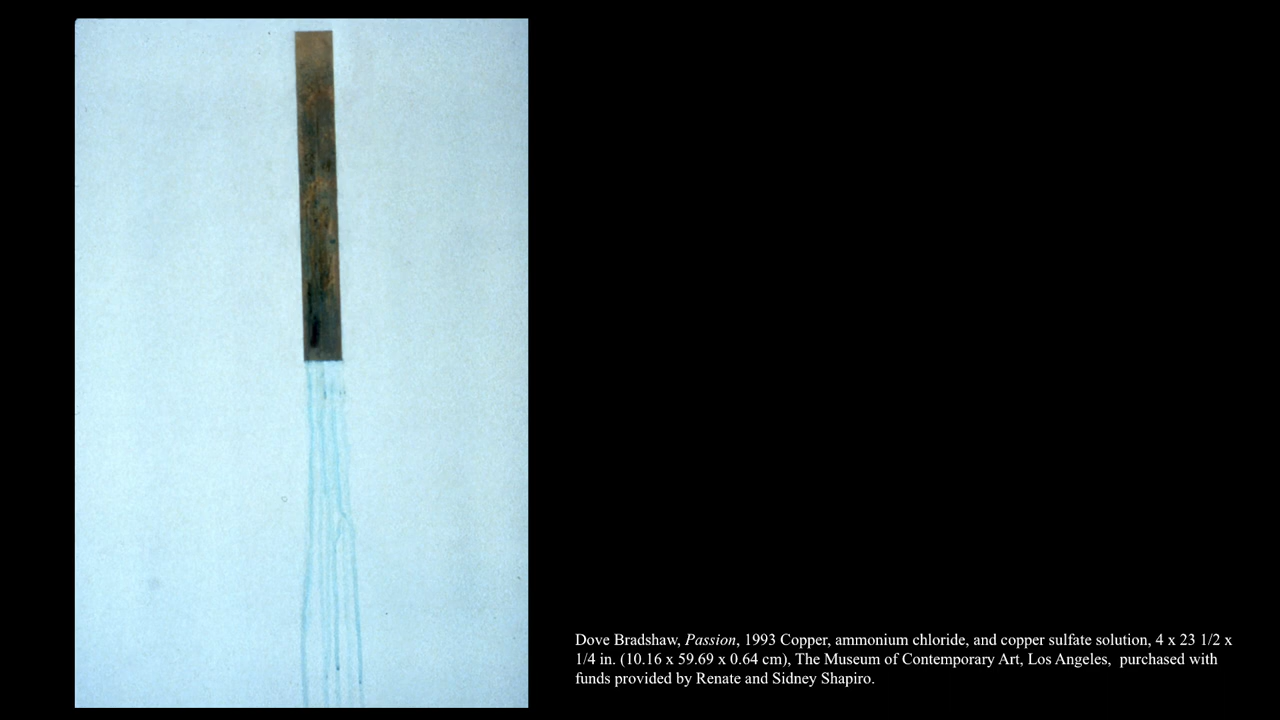 Dove Bradshaw, Passion, 1993 Copper, ammonium chloride, and copper sulfate solution, 4 x 23 1/2 x
1/4 in. (10.16 x 59.69 x 0.64 cm), The Museum of Contemporary Art, Los Angeles,  purchased with
funds provided by Renate and Sidney Shapiro.